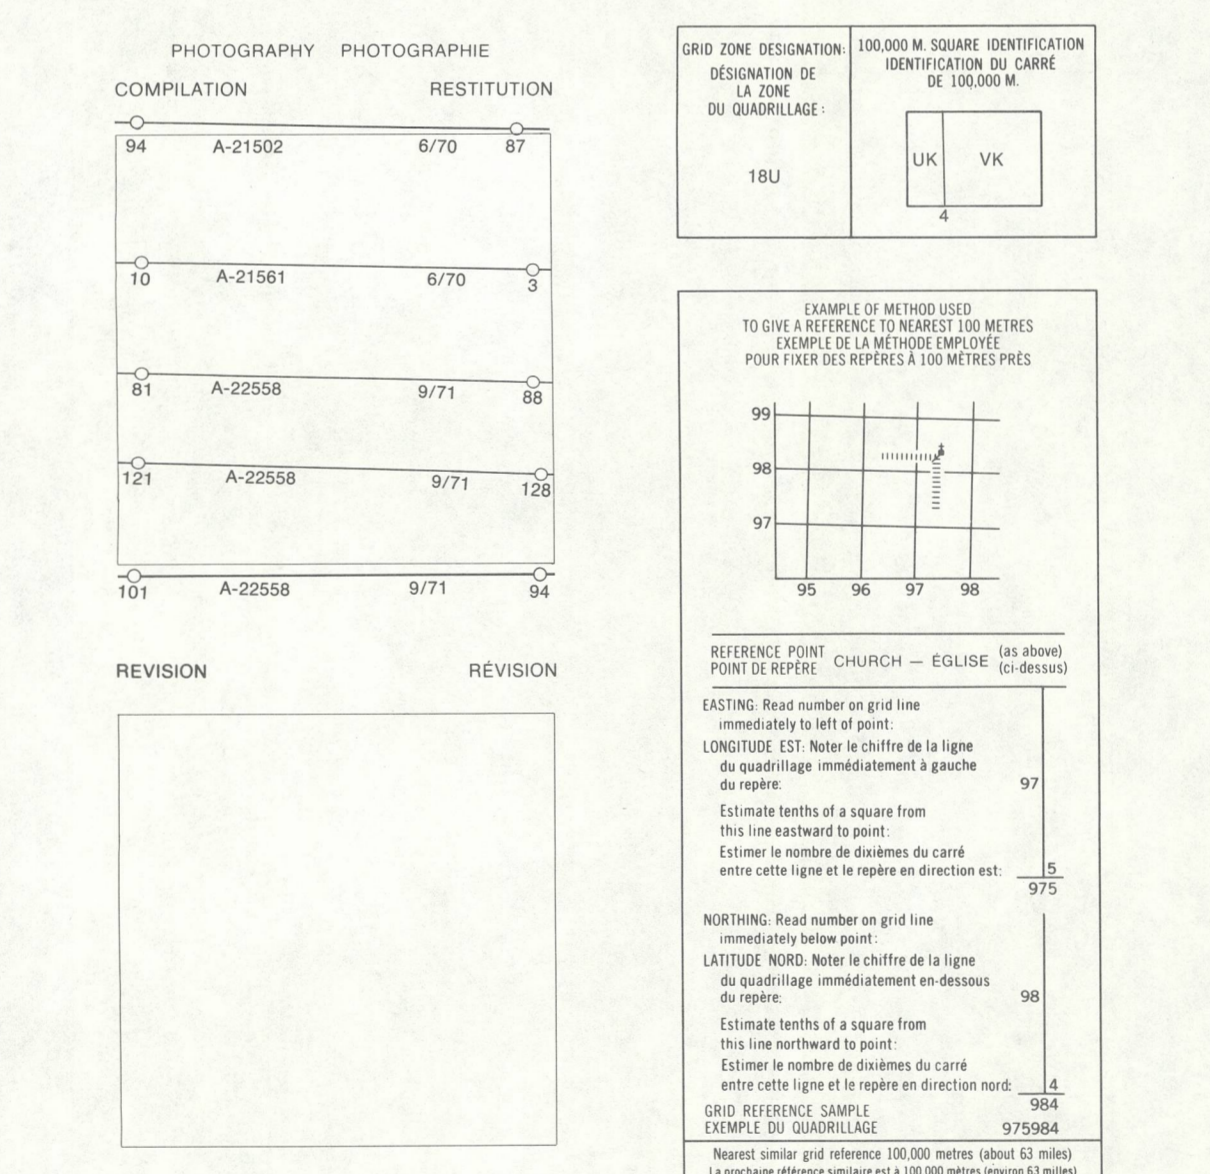 PHOTOGRAPHY PHOTOGRAPHIE
COMPILATION RESTITUTION
94 A-21502 6/70 87
10 A-21561 6/70 3
81 A-22558 9/71 88
121 A-22558 9/71 128
101 A-22558 9/71 94
REVISION RÉVISION
GRID ZONE DESIGNATION:
DÉSIGNATION DE
LA ZONE
DU QUADRILLAGE:
18U
100,000 M. SQUARE IDENTIFICATION
IDENTIFICATION DU CARRÉ
DE 100,000 M.
UK VK
4
EXAMPLE OF METHOD USED
TO GIVE A REFERENCE TO NEAREST 100 METRES
EXEMPLE DE LA MÉTHODE EMPLOYÉE
POUR FIXER DES REPÈRES À 100 MÈTRES PRÈS
99
98
97
95 96 97 98
REFERENCE POINT
POINT DE REPÈRE
CHURCH — ÉGLISE
(as above)
(ci-dessus)
EASTING: Read number on grid line
immediately to left of point:
LONGITUDE EST: Noter le chiffre de la ligne
du quadrillage immédiatement à gauche
du repère: 97
Estimate tenths of a square from
this line eastward to point:
Estimer le nombre de dixièmes du carré
entre cette ligne et le repère en direction est: 5
975
NORTHING: Read number on grid line
immediately below point:
LATITUDE NORD: Noter le chiffre de la ligne
du quadrillage immédiatement en-dessous
du repère: 98
Estimate tenths of a square from
this line northward to point:
Estimer le nombre de dixièmes du carré
entre cette ligne et le repère en direction nord: 4
984
GRID REFERENCE SAMPLE
EXEMPLE DU QUADRILLAGE 975984
Nearest similar grid reference 100,000 metres (about 63 miles)
La prochaine référence similaire est à 100,000 mètres (environ 63 milles)